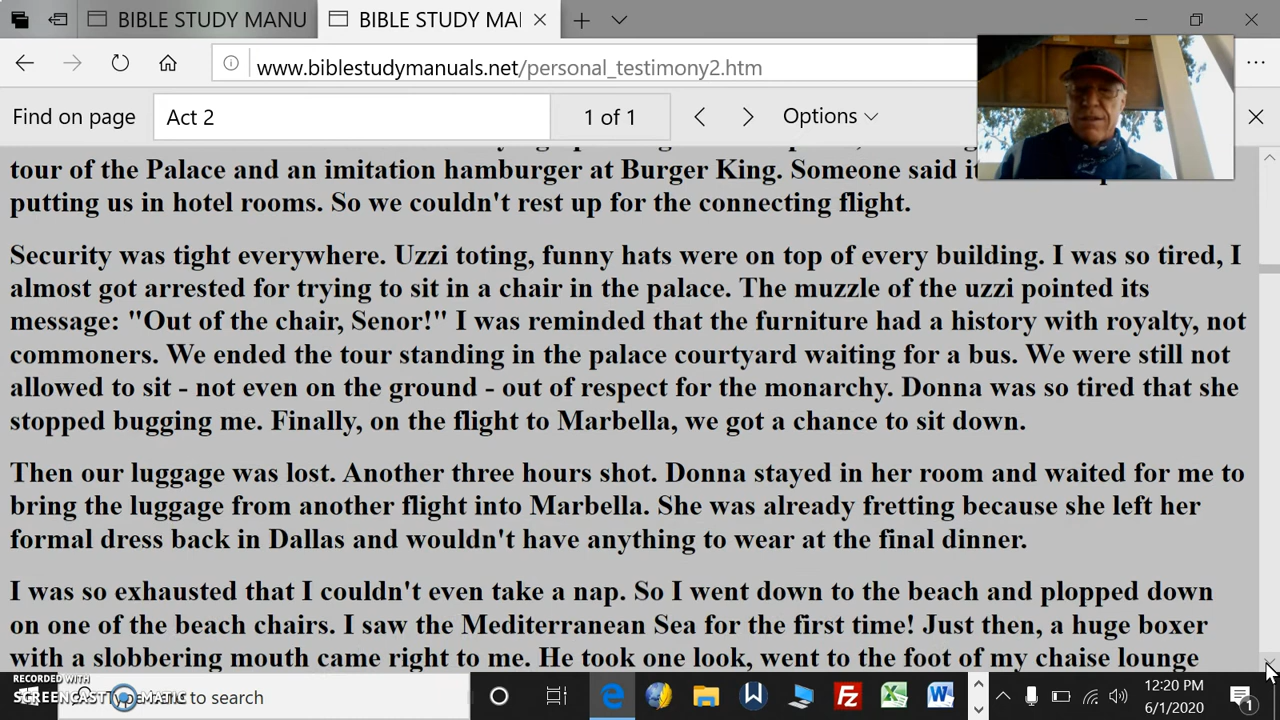 BIBLE STUDY MANU
BIBLE STUDY MAI
www.biblestudymanuals.net/personal_testimony2.htm
Find on page
Act 2
1 of 1
Options
tour of the Palace and an imitation hamburger at Burger King. Someone said it
putting us in hotel rooms. So we couldn't rest up for the connecting flight.
Security was tight everywhere. Uzzi toting, funny hats were on top of every building. I was so tired, I
almost got arrested for trying to sit in a chair in the palace. The muzzle of the uzzi pointed its
message: "Out of the chair, Senor!" I was reminded that the furniture had a history with royalty, not
commoners. We ended the tour standing in the palace courtyard waiting for a bus. We were still not
allowed to sit - not even on the ground - out of respect for the monarchy. Donna was so tired that she
stopped bugging me. Finally, on the flight to Marbella, we got a chance to sit down.
Then our luggage was lost. Another three hours shot. Donna stayed in her room and waited for me to
bring the luggage from another flight into Marbella. She was already fretting because she left her
formal dress back in Dallas and wouldn't have anything to wear at the final dinner.
I was so exhausted that I couldn't even take a nap. So I went down to the beach and plopped down
on one of the beach chairs. I saw the Mediterranean Sea for the first time! Just then, a huge boxer
with a slobbering mouth came right to me. He took one look, went to the foot of my chaise lounge
RECORDED WITH
SCREENCAST-O-MATIC
Type here to search
12:20 PM
6/1/2020
1